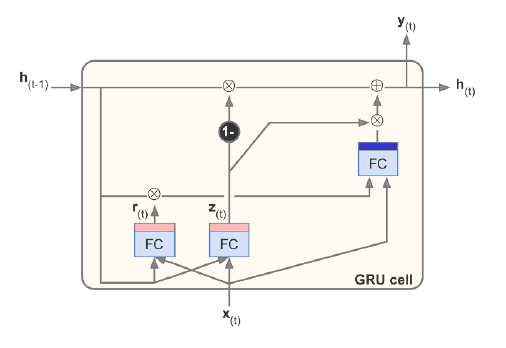 y(t)
h(t-1)
h(t)
1-
FC
r(t)
z(t)
FC
FC
GRU cell
x(t)